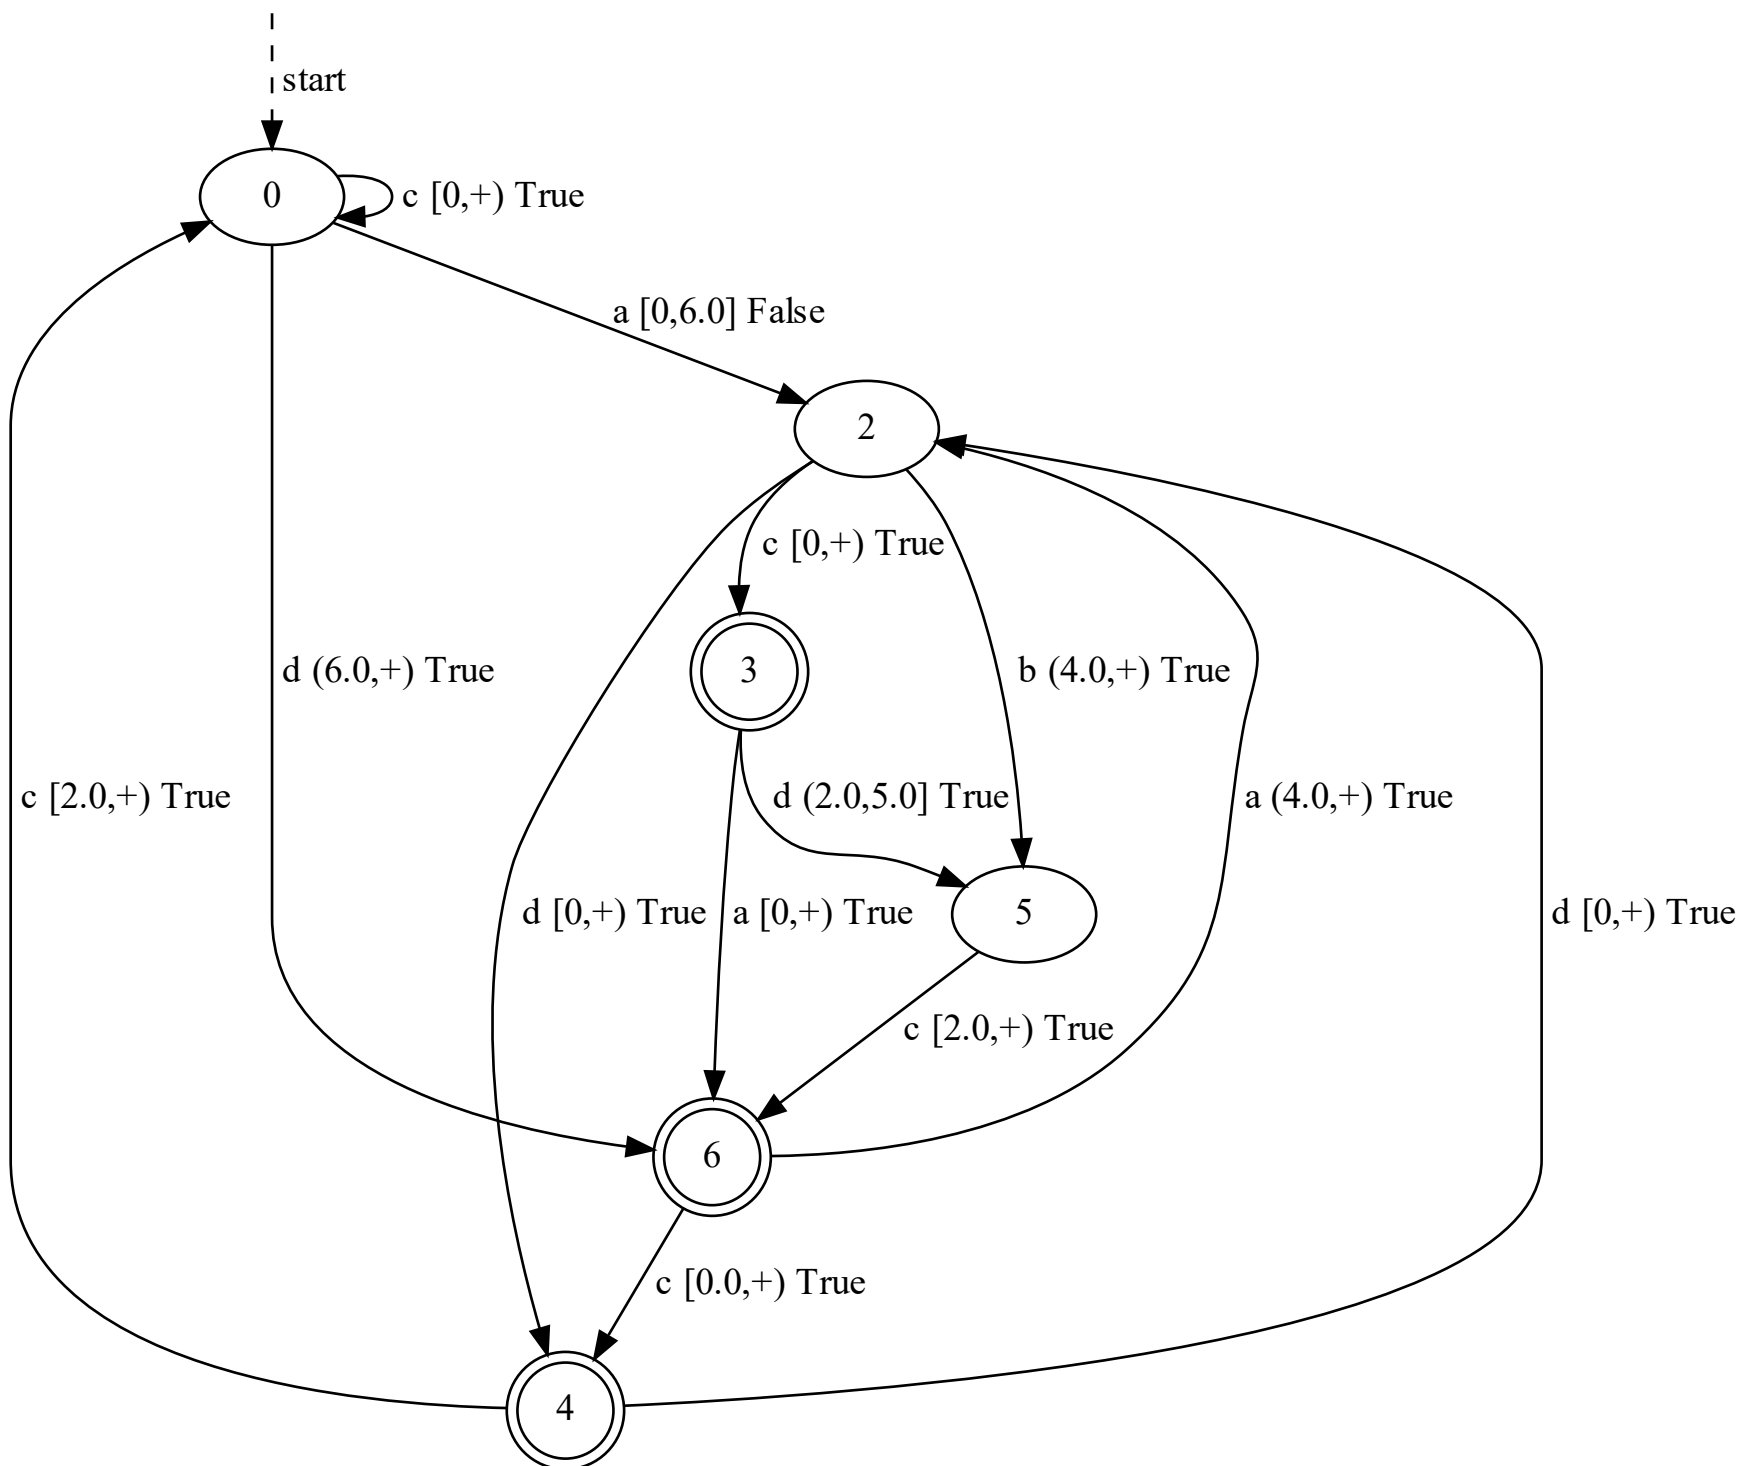 start
0
c [0,+) True
a [0,6.0] False
2
c [0,+) True
3
d (6.0,+) True
b (4.0,+) True
c [2.0,+) True
d (2.0,5.0] True
a (4.0,+) True
d [0,+) True
a [0,+) True
5
d [0,+) True
c [2.0,+) True
6
c [0.0,+) True
4